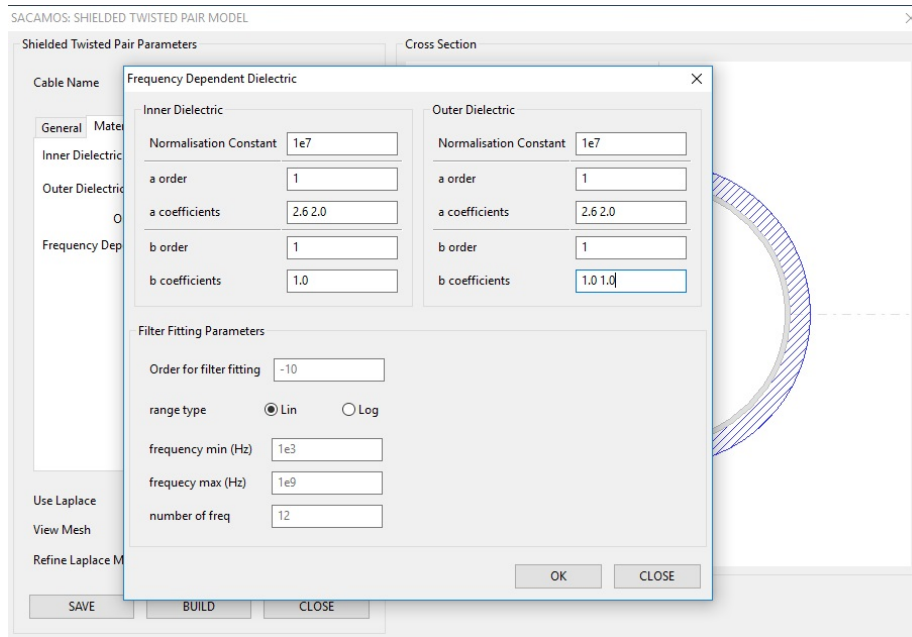 SACAMOS: SHIELDED TWISTED PAIR MODEL
Shielded Twisted Pair Parameters
Cross Section
Cable Name
General
Inner Dielectric
Outer Dielectric
Frequency
Use Laplace
View Mesh
Refine Laplace
SAVE
BUILD
CLOSE
Frequency Dependent Dielectric
Inner Dielectric
Normalisation Constant 1e7
a order 1
a coefficients 2.6 2.0
b order 1
b coefficients 1.0
Outer Dielectric
Normalisation Constant 1e7
a order 1
a coefficients 2.6 2.0
b order 1
b coefficients 1.0 1.0
Filter Fitting Parameters
Order for filter fitting -10
range type Lin Log
frequency min (Hz) 1e3
frequecy max (Hz) 1e9
number of freq 12
OK
CLOSE